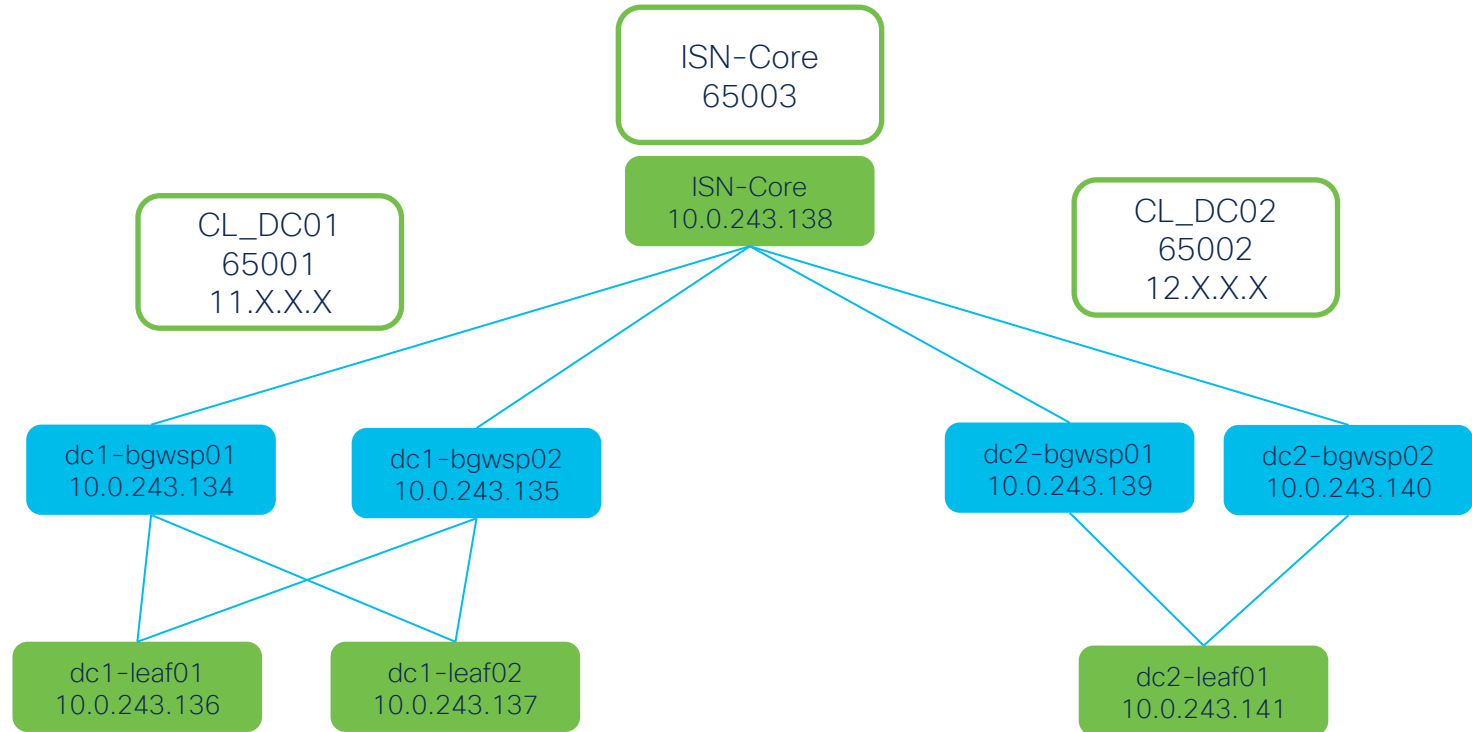 ISN-Core
65003
ISN-Core
10.0.243.138
CL_DC01
65001
11.X.X.X
CL_DC02
65002
12.X.X.X
dc1-bgwsp01
10.0.243.134
dc1-bgwsp02
10.0.243.135
dc2-bgwsp01
10.0.243.139
dc2-bgwsp02
10.0.243.140
dc1-leaf01
10.0.243.136
dc1-leaf02
10.0.243.137
dc2-leaf01
10.0.243.141